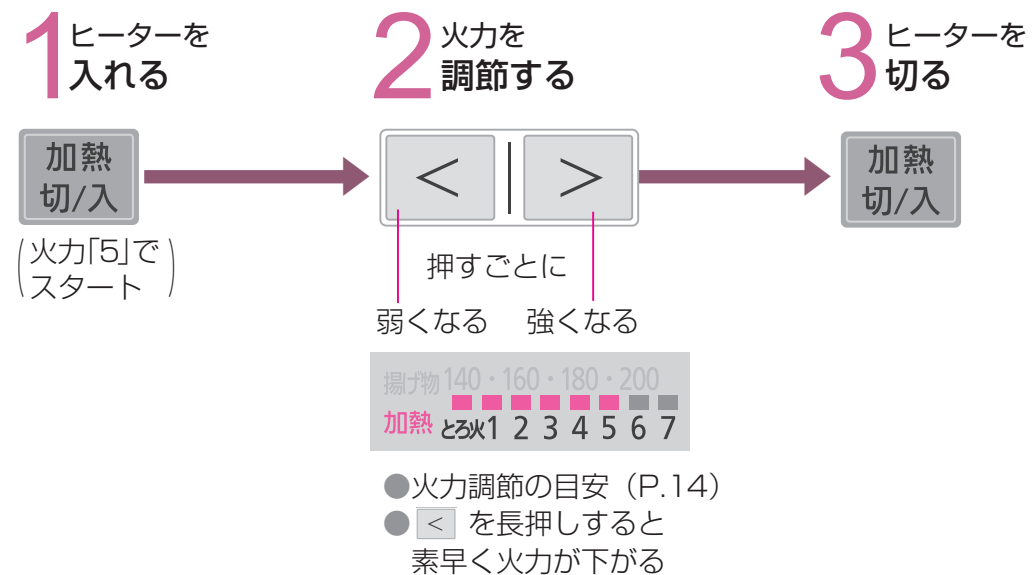 1 ヒーターを
入れる
加熱
切/入
(火力「5」で
スタート)
2 火力を
調節する
< | >
押すごとに
弱くなる 強くなる
揚げ物 140・160・180・200
加熱 とろ火 1 2 3 4 5 6 7
●火力調節の目安（P.14）
● < を長押しすると
素早く火力が下がる
3 ヒーターを
切る
加熱
切/入